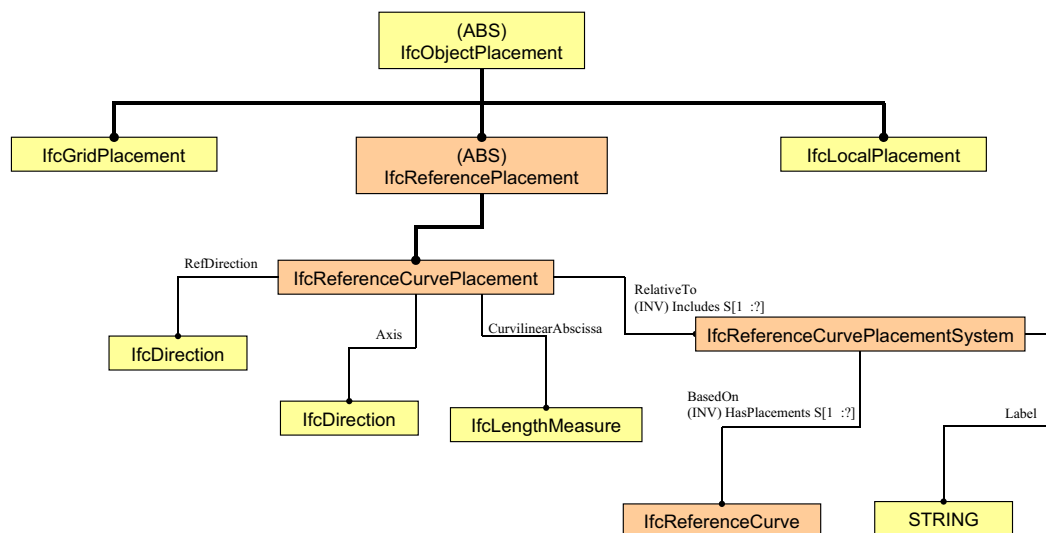 (ABS)
IfcObjectPlacement
IfcGridPlacement
(ABS)
IfcReferencePlacement
IfcLocalPlacement
RefDirection
IfcReferenceCurvePlacement
RelativeTo
(INV) Includes S[1 :?]
Axis
CurvilinearAbscissa
IfcReferenceCurvePlacementSystem
IfcDirection
BasedOn
(INV) HasPlacements S[1 :?]
IfcDirection
IfcLengthMeasure
Label
IfcReferenceCurve
STRING